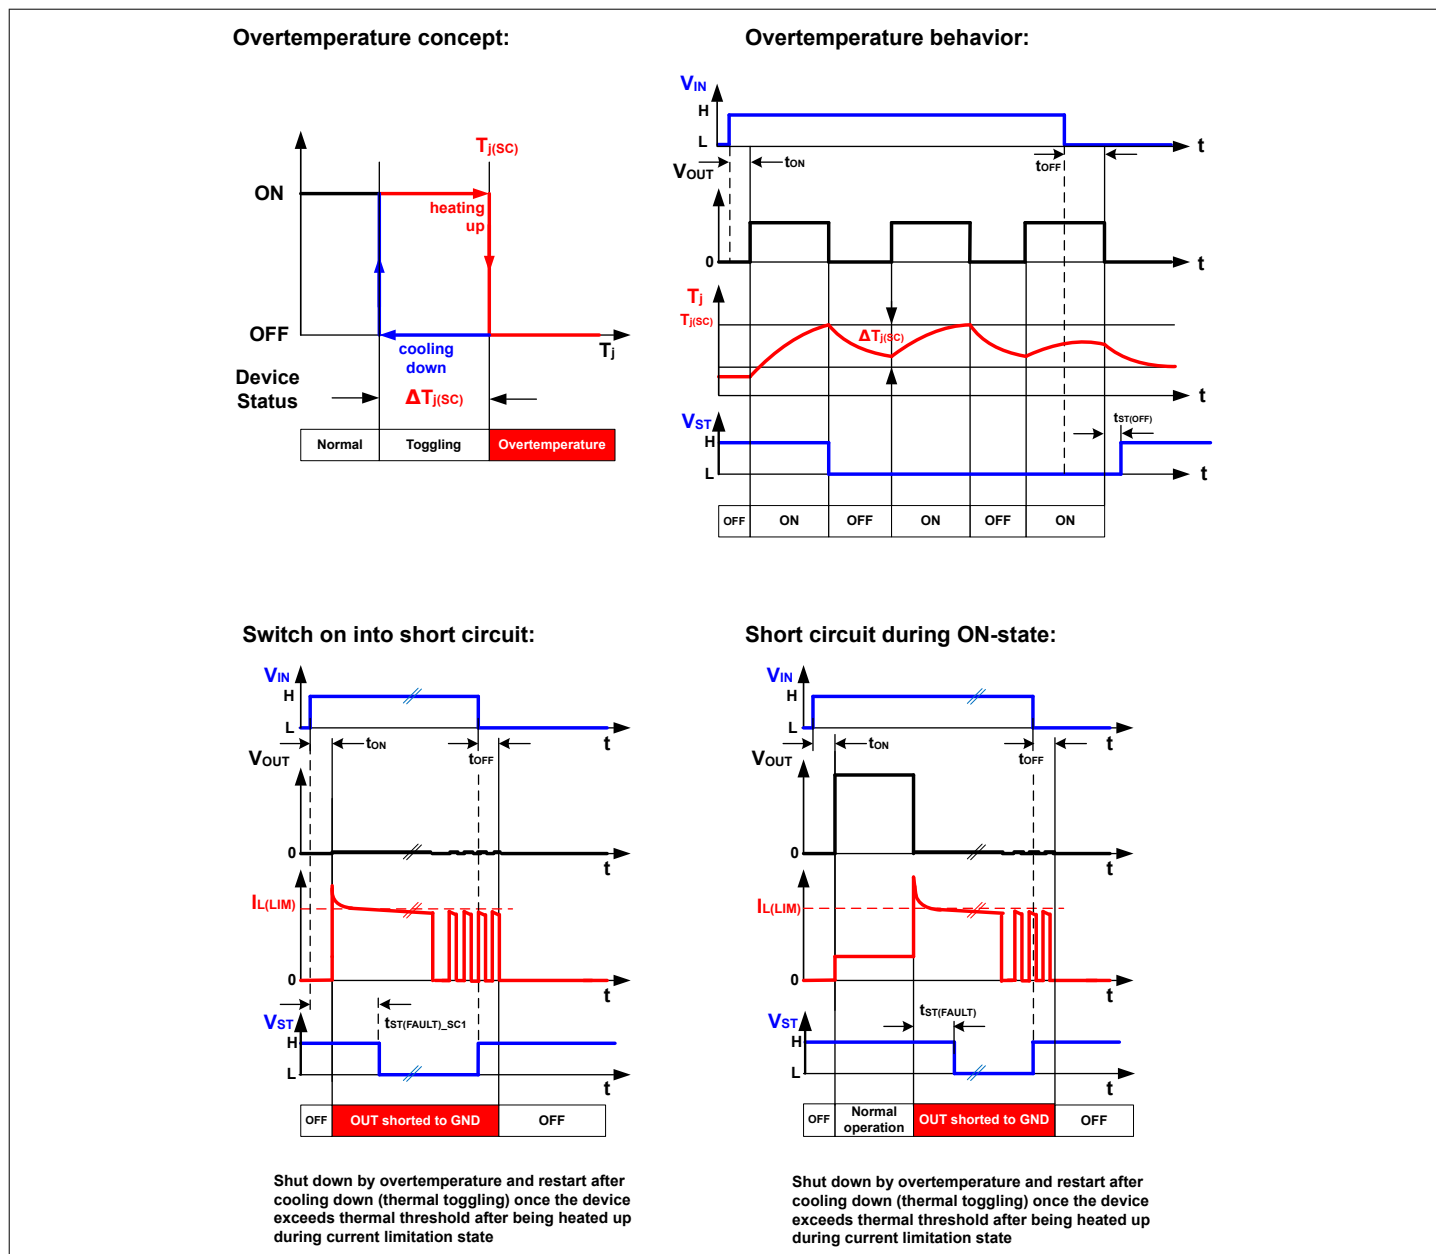 Overtemperature concept:
Tj(SC)
ON
heating
up
OFF
cooling
down
Tj
Device
Status
ΔTj(SC)
Normal
Toggling
Overtemperature
Overtemperature behavior:
VIN
H
L
t
VOUT
tON
tOFF
0
t
Tj
Tj(SC)
ΔTj(SC)
t
VST
H
L
tST(OFF)
t
OFF
ON
OFF
ON
OFF
ON
Switch on into short circuit:
VIN
H
L
t
VOUT
tON
tOFF
0
t
IL(LIM)
0
t
VST
tST(FAULT)_SC1
H
L
t
OFF
OUT shorted to GND
OFF
Shut down by overtemperature and restart after
cooling down (thermal toggling) once the device
exceeds thermal threshold after being heated up
during current limitation state
Short circuit during ON-state:
VIN
H
L
t
VOUT
tON
tOFF
0
t
IL(LIM)
0
t
VST
tST(FAULT)
H
L
t
OFF
Normal
operation
OUT shorted to GND
OFF
Shut down by overtemperature and restart after
cooling down (thermal toggling) once the device
exceeds thermal threshold after being heated up
during current limitation state